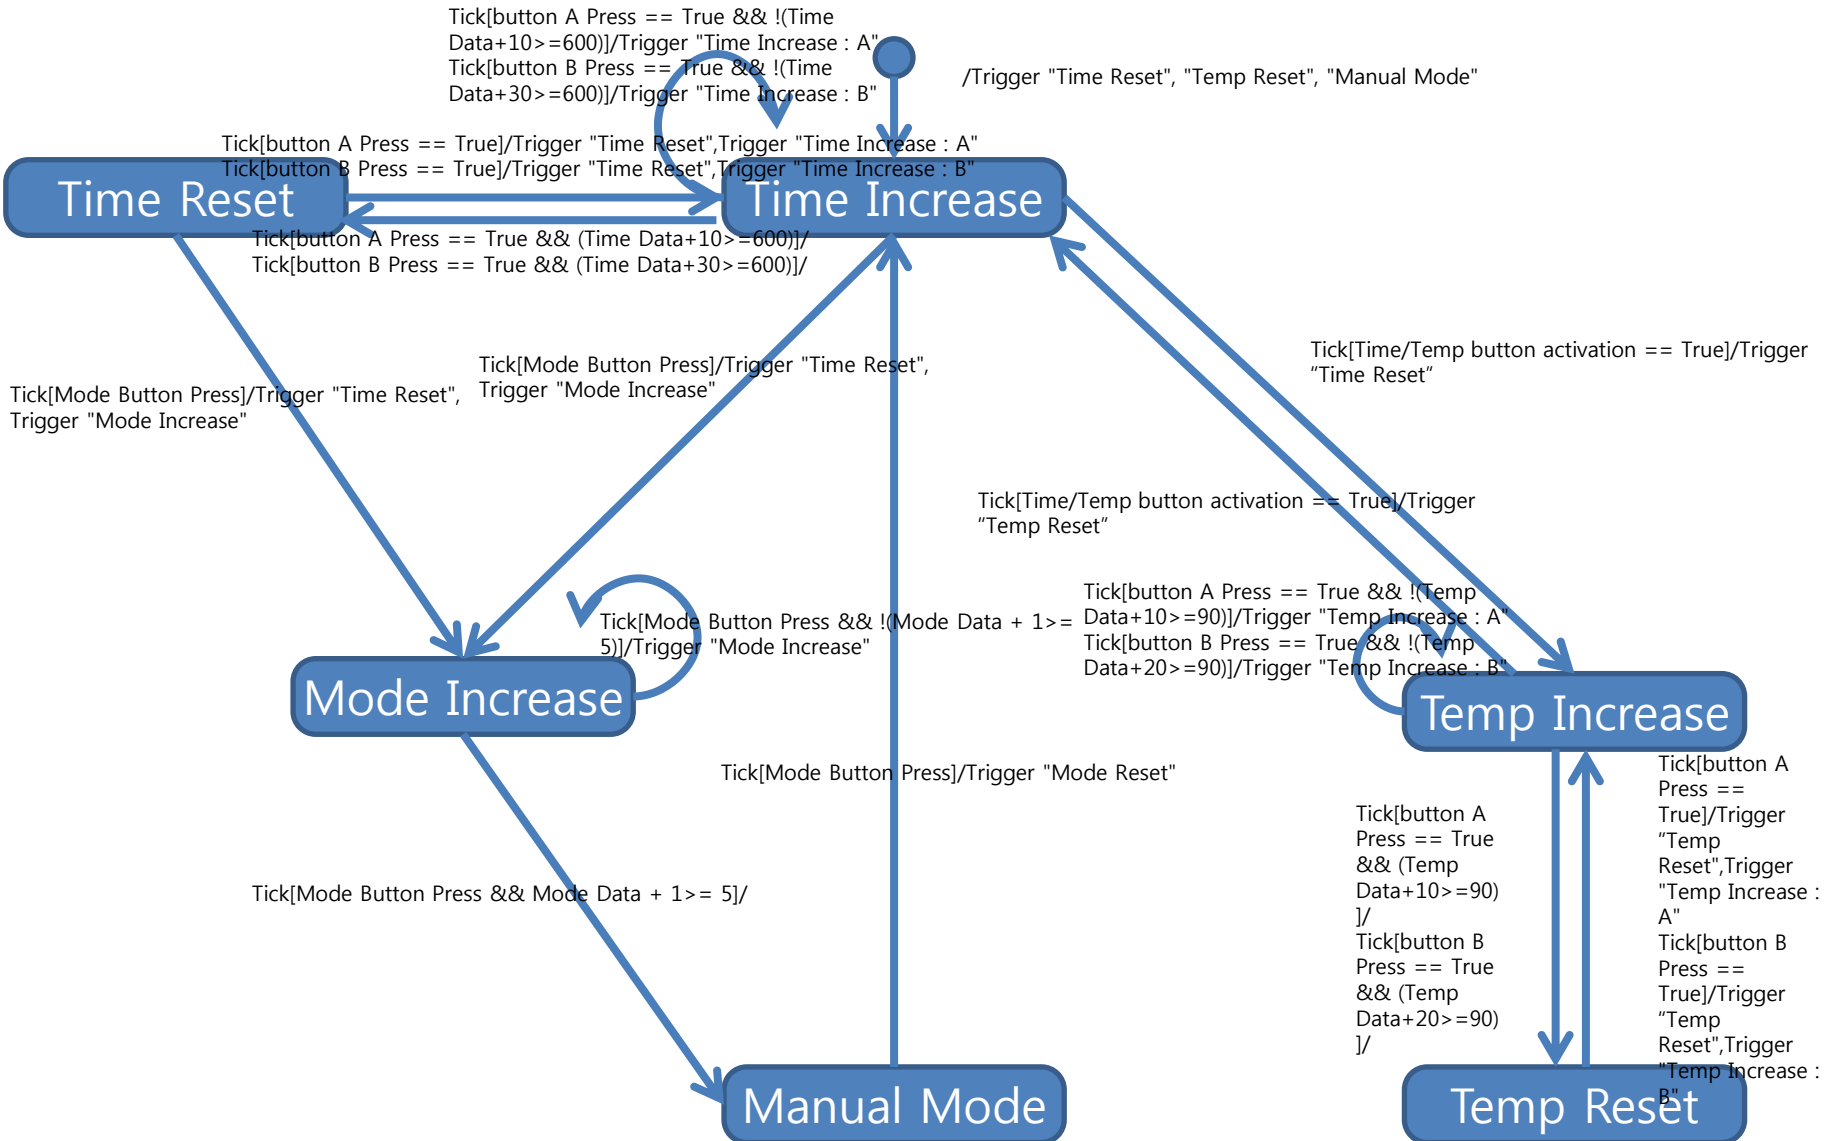 Tick[button A Press == True && !(Time
Data+10>=600)]/Trigger "Time Increase : A"
Tick[button B Press == True && !(Time
Data+30>=600)]/Trigger "Time Increase : B"
/Trigger "Time Reset", "Temp Reset", "Manual Mode"
Tick[button A Press == True]/Trigger "Time Reset",Trigger "Time Increase : A"
Tick[button B Press == True]/Trigger "Time Reset",Trigger "Time Increase : B"
Time Reset
Time Increase
Tick[button A Press == True && (Time Data+10>=600)]/
Tick[button B Press == True && (Time Data+30>=600)]/
Tick[Mode Button Press]/Trigger "Time Reset",
Trigger "Mode Increase"
Tick[Mode Button Press]/Trigger "Time Reset",
Trigger "Mode Increase"
Tick[Time/Temp button activation == True]/Trigger
“Time Reset”
Tick[Time/Temp button activation == True]/Trigger
“Temp Reset”
Tick[Mode Button Press && !(Mode Data + 1>=
5)]/Trigger "Mode Increase"
Tick[button A Press == True && !(Temp
Data+10>=90)]/Trigger "Temp Increase : A"
Tick[button B Press == True && !(Temp
Data+20>=90)]/Trigger "Temp Increase : B"
Mode Increase
Temp Increase
Tick[Mode Button Press]/Trigger "Mode Reset"
Tick[Mode Button Press && Mode Data + 1>= 5]/
Tick[button A
Press == True
&& (Temp
Data+10>=90)
]/
Tick[button B
Press == True
&& (Temp
Data+20>=90)
]/
Tick[button A
Press ==
True]/Trigger
“Temp
Reset",Trigger
"Temp Increase :
A"
Tick[button B
Press ==
True]/Trigger
“Temp
Reset",Trigger
"Temp Increase :
B"
Manual Mode
Temp Reset